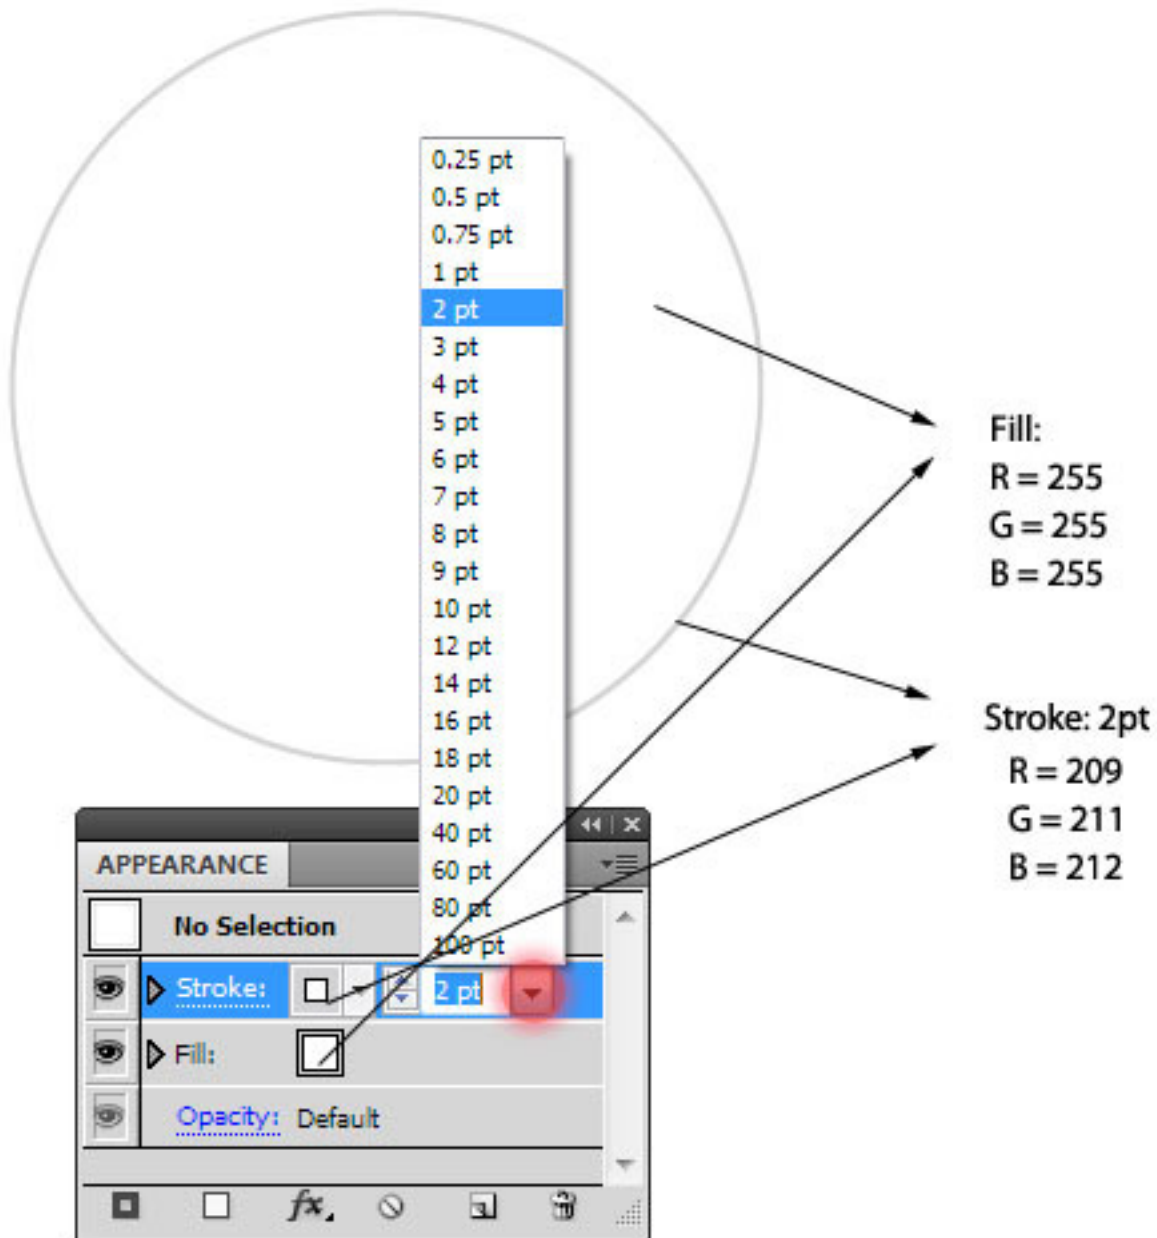 0.25 pt
0.5 pt
0.75 pt
1 pt
2 pt
3 pt
4 pt
5 pt
6 pt
7 pt
8 pt
9 pt
10 pt
12 pt
14 pt
16 pt
18 pt
20 pt
40 pt
60 pt
80 pt
100 pt
Fill:
R = 255
G = 255
B = 255
Stroke: 2pt
R = 209
G = 211
B = 212
APPEARANCE
No Selection
Stroke: 2 pt
Fill:
Opacity: Default
fx